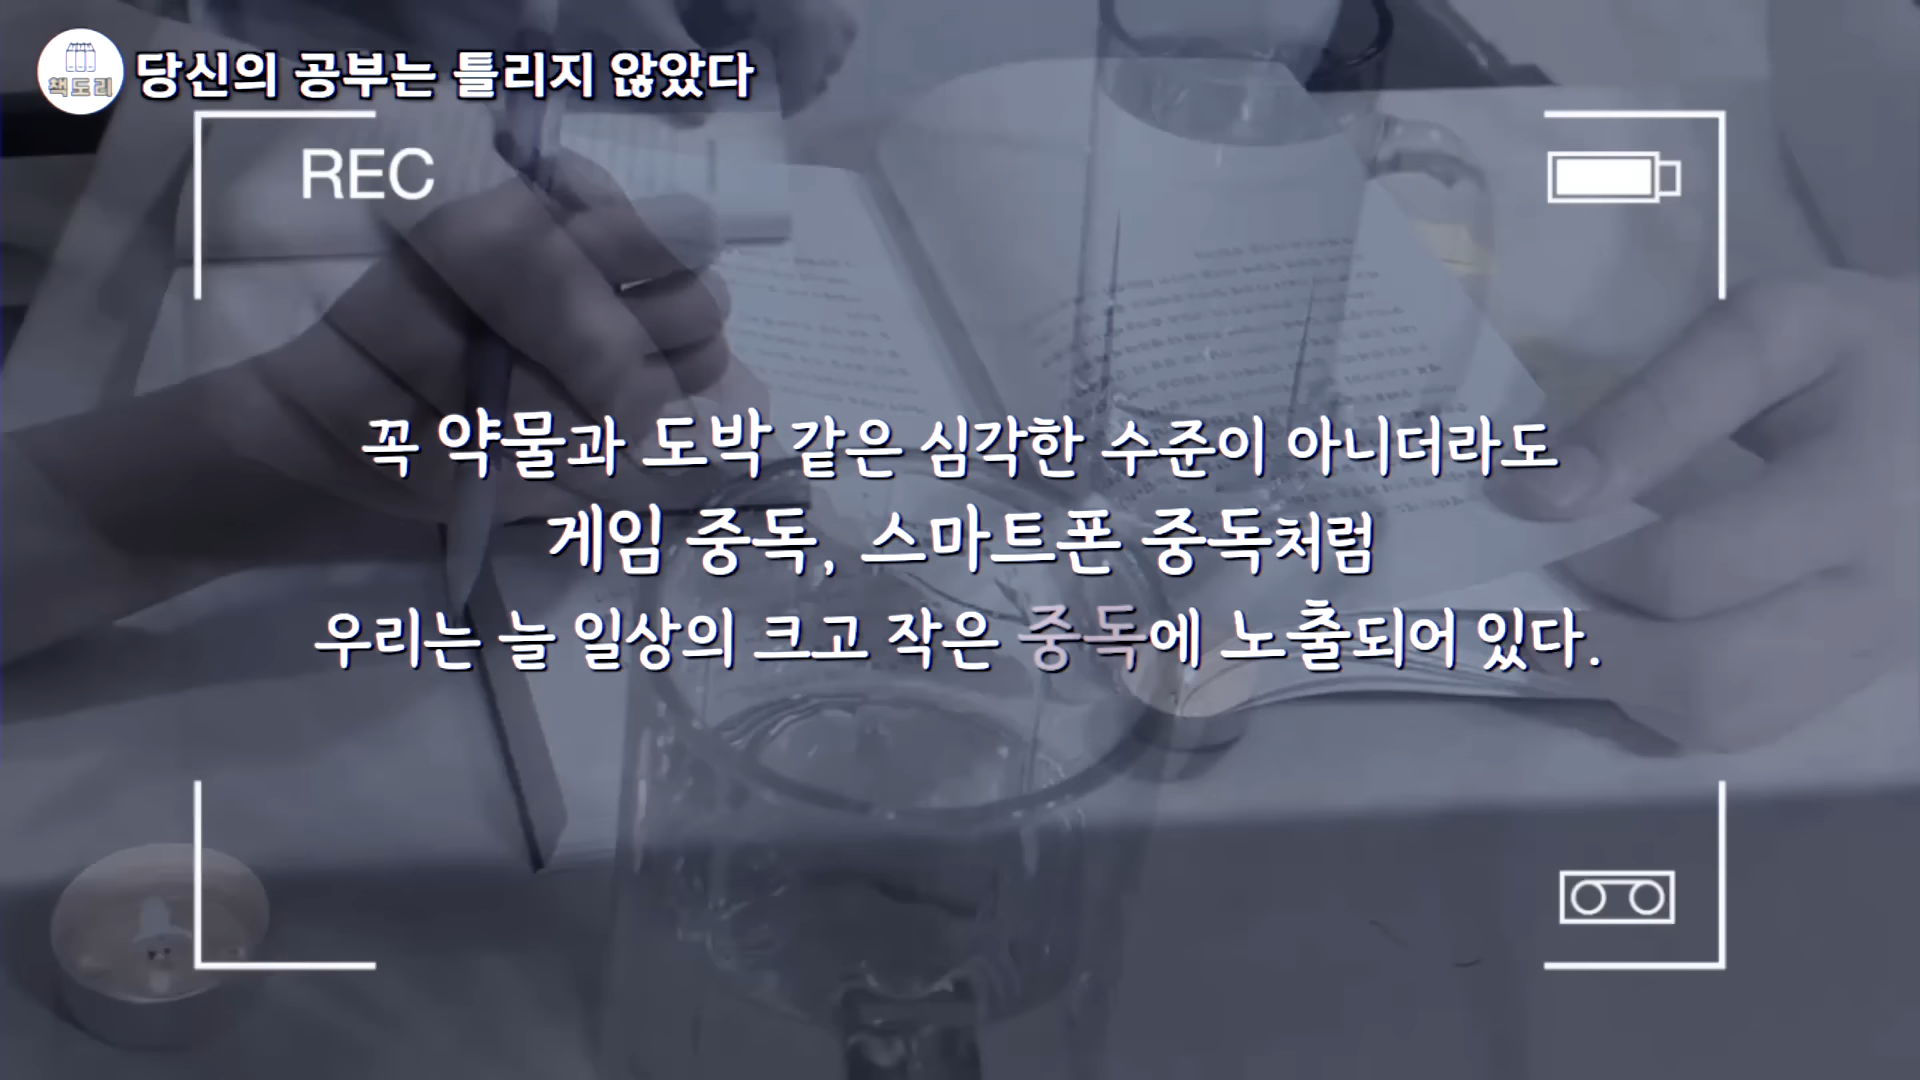 책도리
당신의 공부는 틀리지 않았다
REC
꼭 약물과 도박 같은 심각한 수준이 아니더라도
게임 중독, 스마트폰 중독처럼
우리는 늘 일상의 크고 작은 중독에 노출되어 있다.